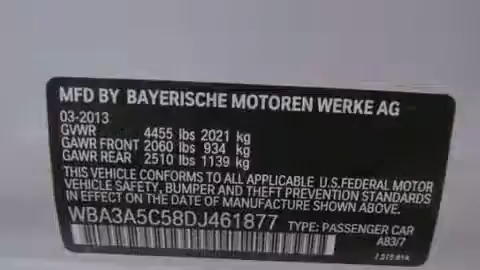 MFD BY BAYERISCHE MOTOREN WERKE AG
03-2013
GVWR 4455 lbs 2021 kg
GAWR FRONT 2060 lbs 934 kg
GAWR REAR 2510 lbs 1139 kg
THIS VEHICLE CONFORMS TO ALL APPLICABLE U.S.FEDERAL MOTOR
VEHICLE SAFETY, BUMPER AND THEFT PREVENTION STANDARDS
IN EFFECT ON THE DATE OF MANUFACTURE SHOWN ABOVE.
WBA3A5C58DJ461877 TYPE: PASSENGER CAR
A83/7